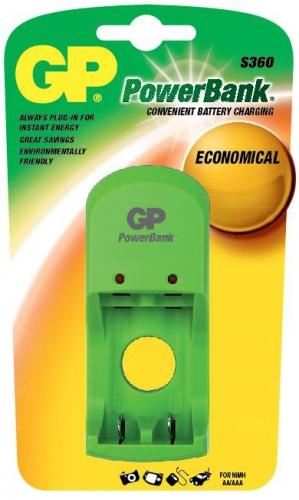 S360
GP®
PowerBank®
CONVENIENT BATTERY CHARGING
ALWAYS PLUG-IN FOR
INSTANT ENERGY
GREAT SAVINGS
ENVIRONMENTALLY
FRIENDLY
ECONOMICAL
GP
PowerBank
FOR NiMH
AA/AAA